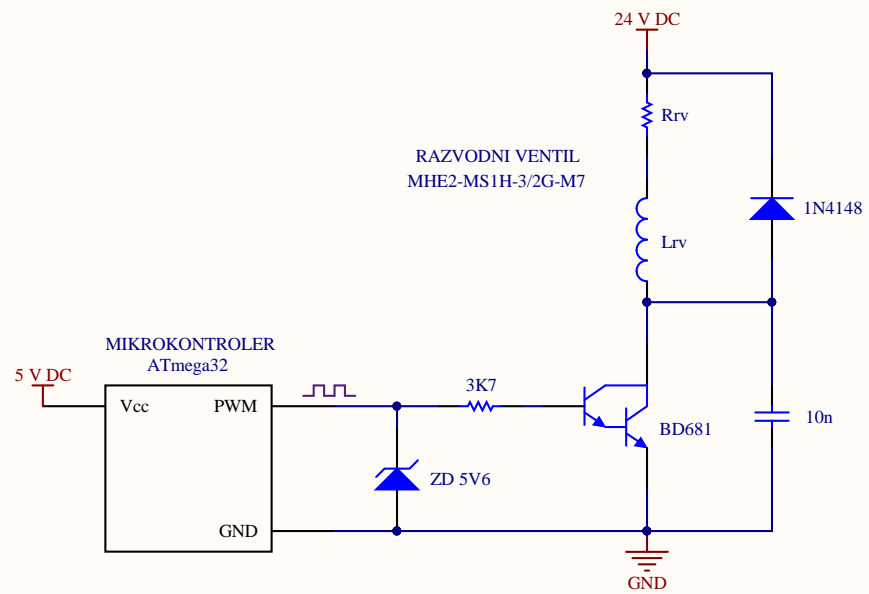 24 V DC
Rrv
RAZVODNI VENTIL
MHE2-MS1H-3/2G-M7
1N4148
Lrv
MIKROKONTROLER
ATmega32
5 V DC
Vcc
PWM
3K7
BD681
10n
ZD 5V6
GND
GND